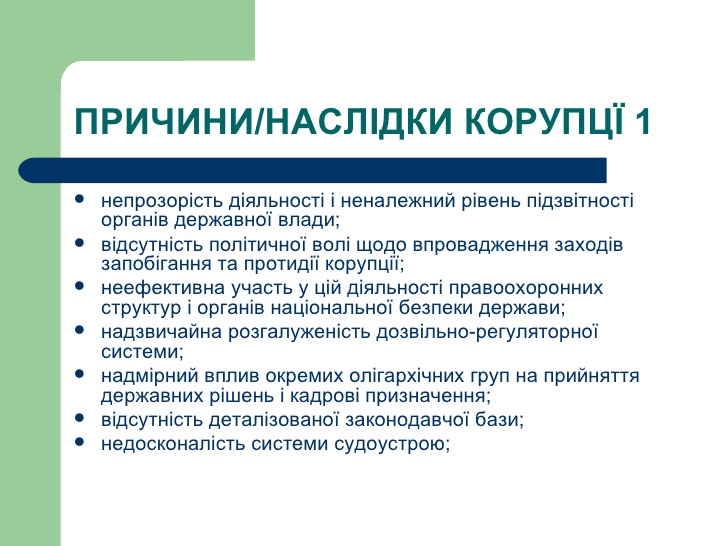 ПРИЧИНИ/НАСЛІДКИ КОРУПЦЇ 1
непрозорість діяльності і неналежний рівень підзвітності
органів державної влади;
відсутність політичної волі щодо впровадження заходів
запобігання та протидії корупції;
неефективна участь у цій діяльності правоохоронних
структур і органів національної безпеки держави;
надзвичайна розгалуженість дозвільно-регуляторної
системи;
надмірний вплив окремих олігархічних груп на прийняття
державних рішень і кадрові призначення;
відсутність деталізованої законодавчої бази;
недосконалість системи судоустрою;